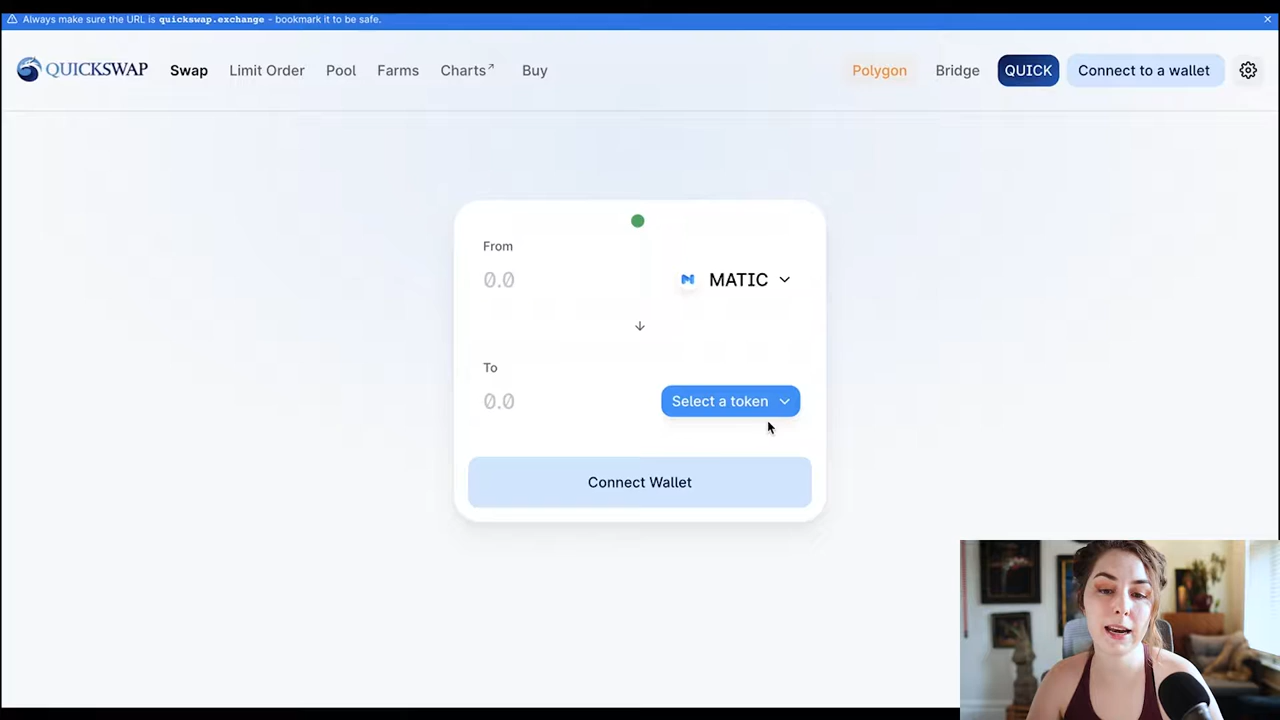 Always make sure the URL is quickswap.exchange - bookmark it to be safe.
QUICKSWAP Swap Limit Order Pool Farms Charts↗ Buy Polygon Bridge QUICK Connect to a wallet
From
0.0 MATIC
To
0.0 Select a token
Connect Wallet